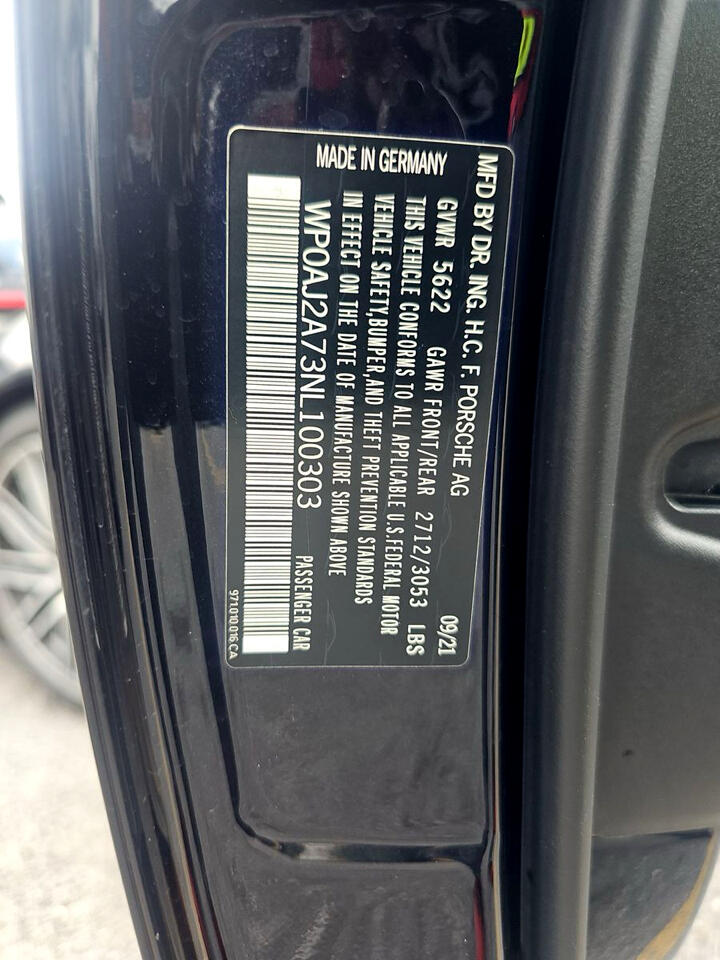 MFD BY DR. ING. H.C. F. PORSCHE AG 09/21
GVWR 5622 GAWR FRONT/REAR 2712/3053 LBS
THIS VEHICLE CONFORMS TO ALL APPLICABLE U.S.FEDERAL MOTOR
VEHICLE SAFETY,BUMPER,AND THEFT PREVENTION STANDARDS
IN EFFECT ON THE DATE OF MANUFACTURE SHOWN ABOVE
WP0AJ2A73NL100303 PASSENGER CAR
MADE IN GERMANY
971.010.016.CA